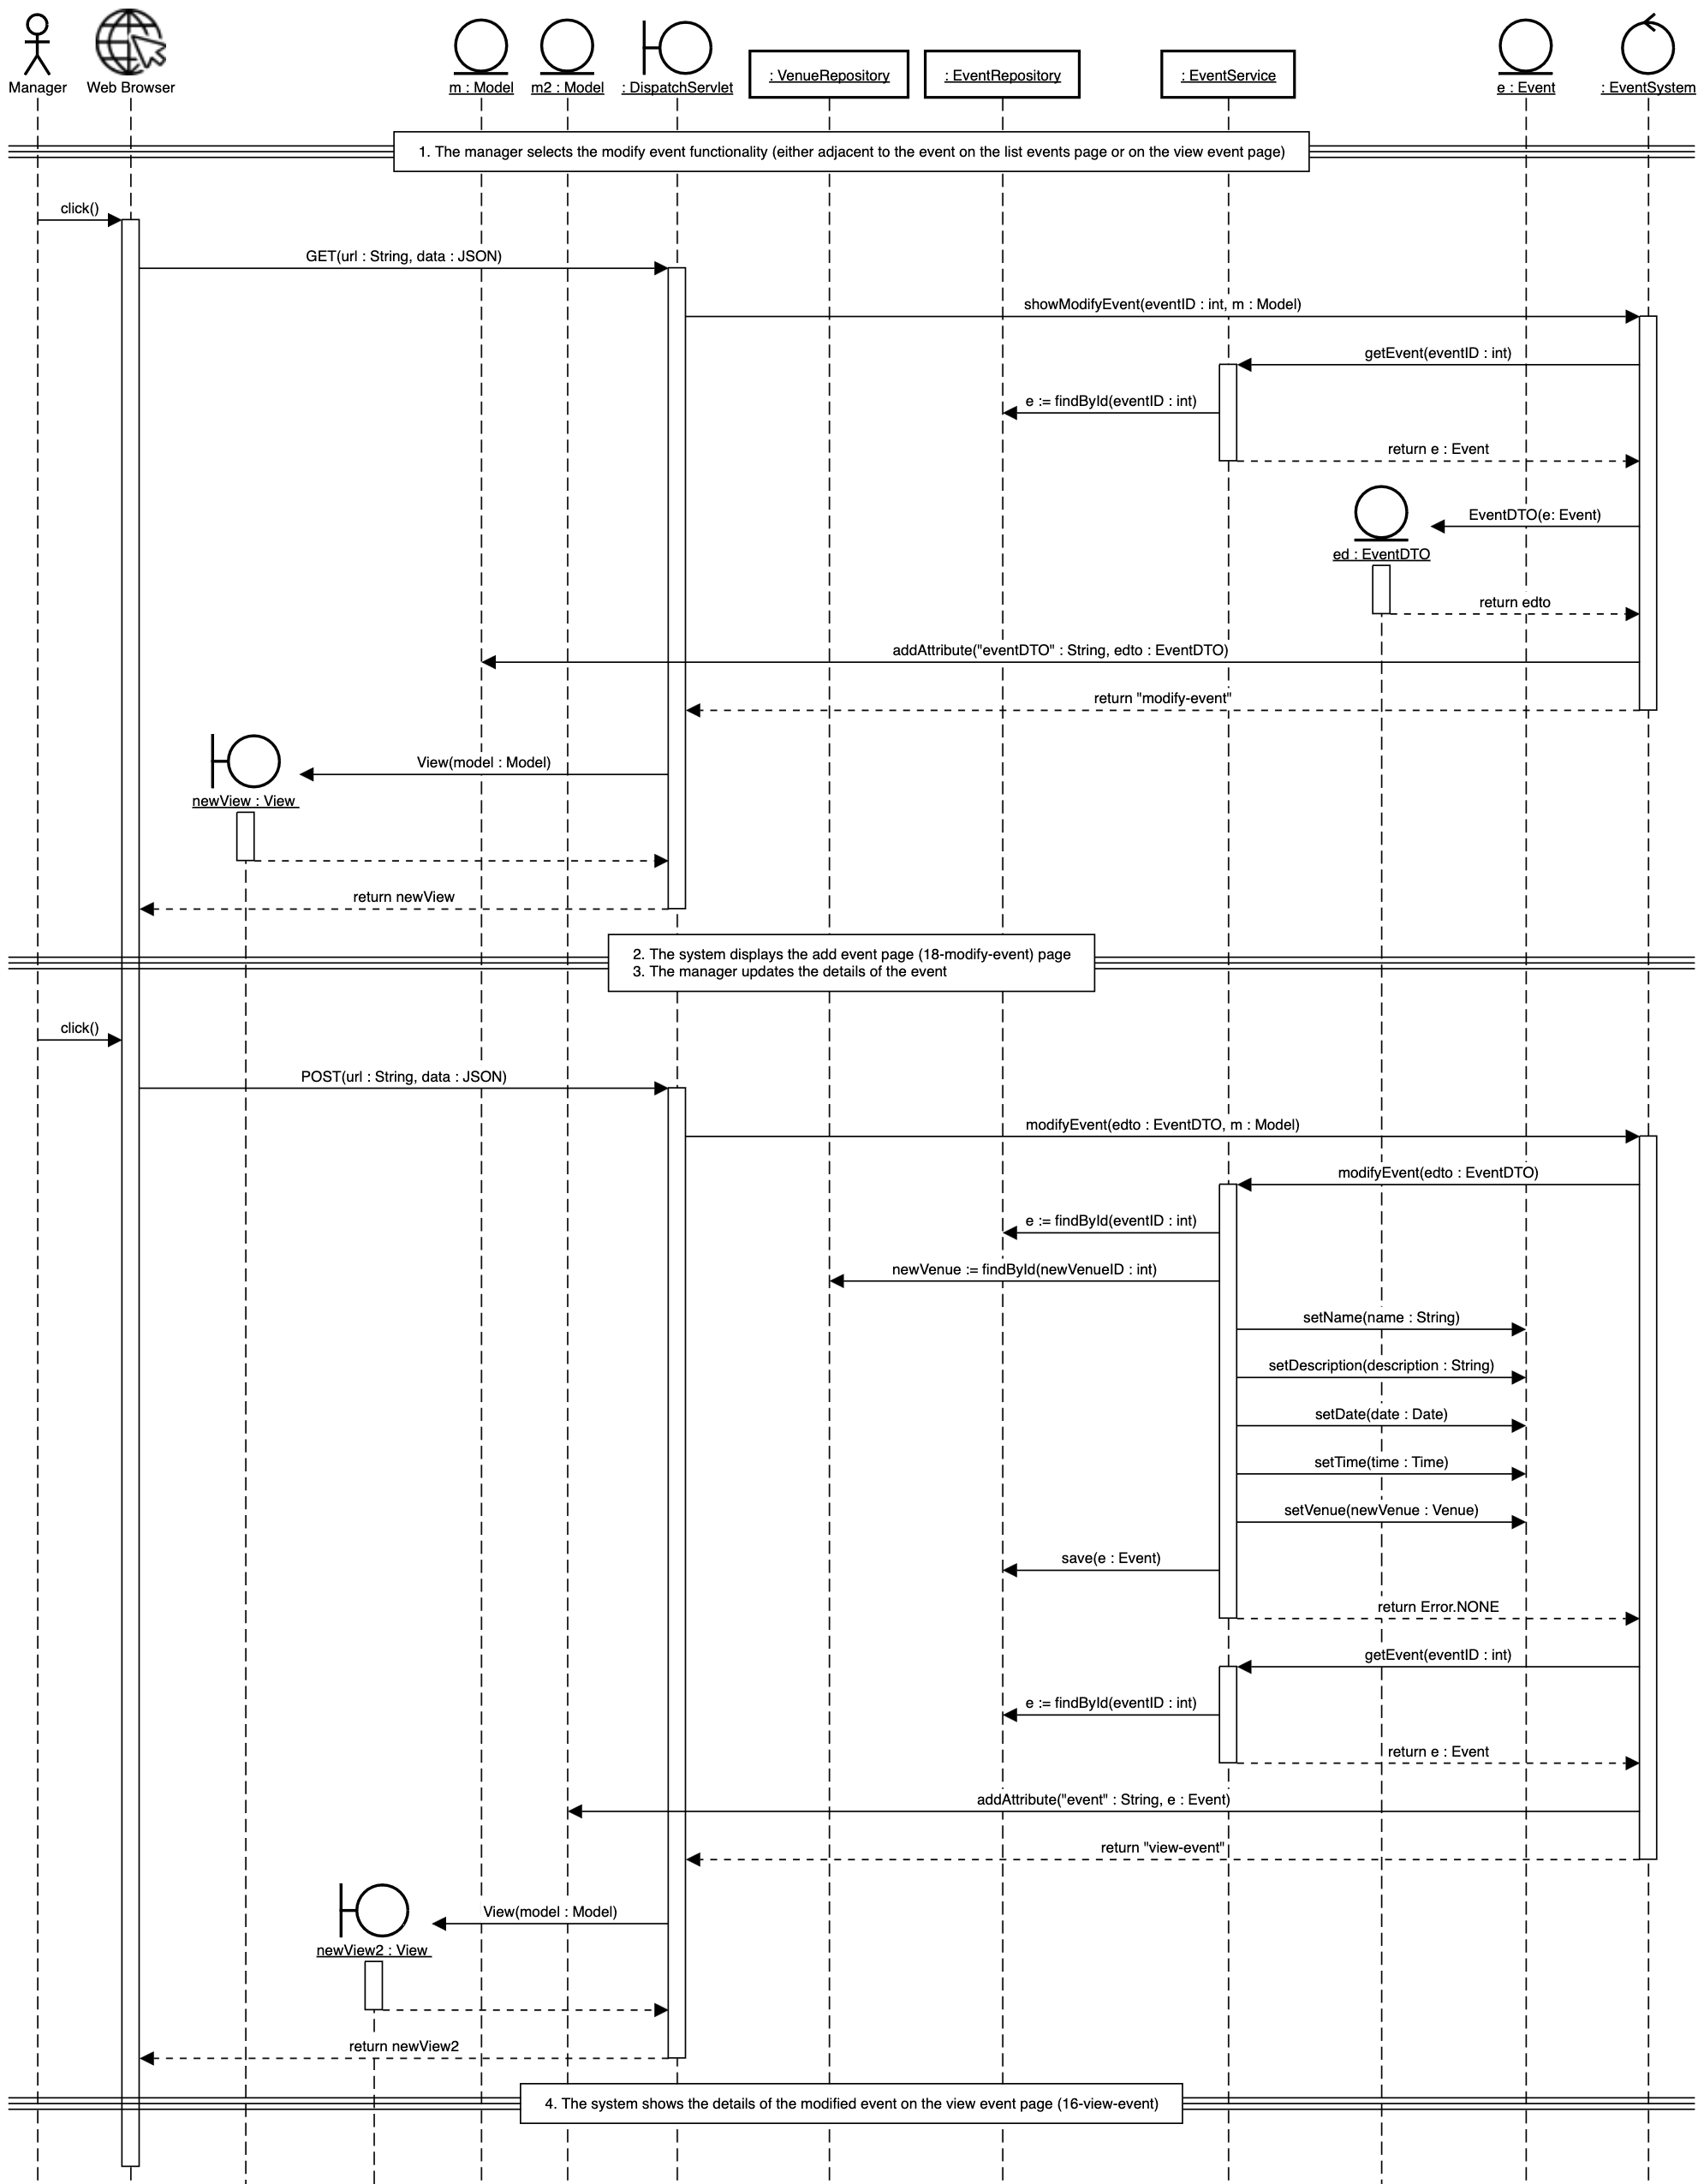 Manager
Web Browser
m : Model
m2 : Model
: DispatchServlet
: VenueRepository
: EventRepository
: EventService
e : Event
: EventSystem
1. The manager selects the modify event functionality (either adjacent to the event on the list events page or on the view event page)
click()
GET(url : String, data : JSON)
showModifyEvent(eventID : int, m : Model)
getEvent(eventID : int)
e := findById(eventID : int)
return e : Event
EventDTO(e: Event)
ed : EventDTO
return edto
addAttribute("eventDTO" : String, edto : EventDTO)
return "modify-event"
View(model : Model)
newView : View
return newView
2. The system displays the add event page (18-modify-event) page
3. The manager updates the details of the event
click()
POST(url : String, data : JSON)
modifyEvent(edto : EventDTO, m : Model)
modifyEvent(edto : EventDTO)
e := findById(eventID : int)
newVenue := findById(newVenueID : int)
setName(name : String)
setDescription(description : String)
setDate(date : Date)
setTime(time : Time)
setVenue(newVenue : Venue)
save(e : Event)
return Error.NONE
getEvent(eventID : int)
e := findById(eventID : int)
return e : Event
addAttribute("event" : String, e : Event)
return "view-event"
View(model : Model)
newView2 : View
return newView2
4. The system shows the details of the modified event on the view event page (16-view-event)